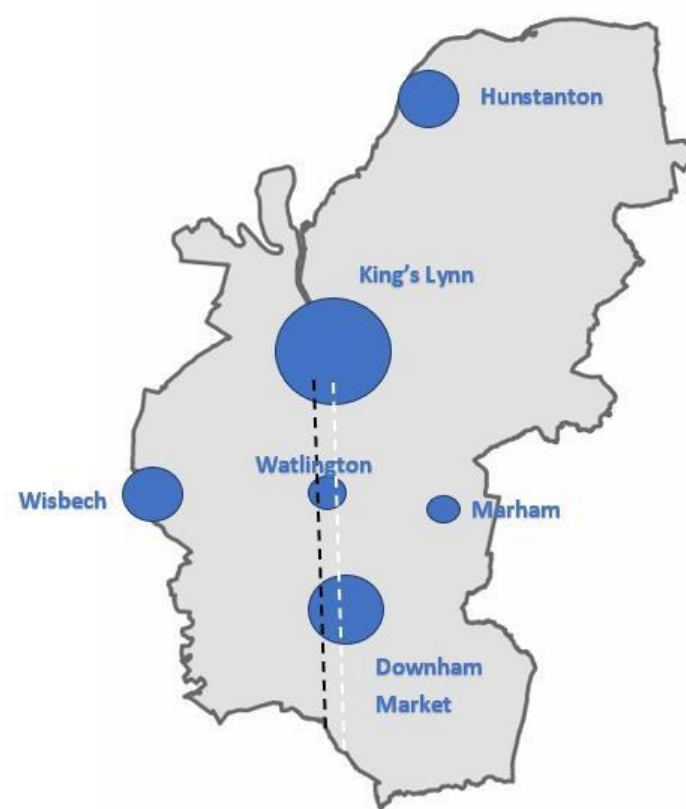 Hunstanton
King's Lynn
Watlington
Wisbech
Marham
Downham
Market